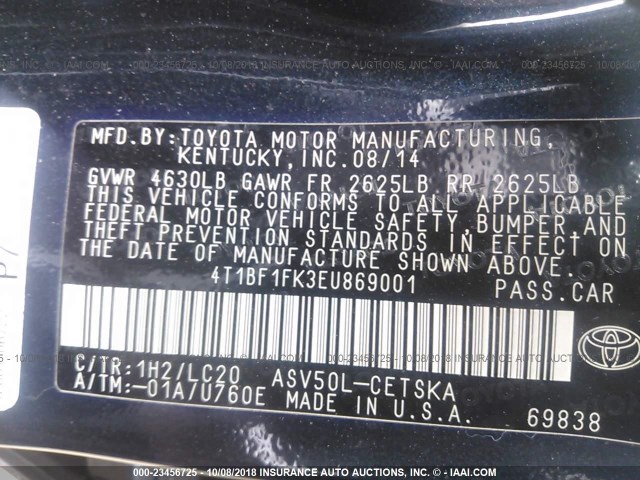 MFD.BY: TOYOTA MOTOR MANUFACTURING,
KENTUCKY, INC. 08/14
GVWR 4630LB GAWR FR 2625LB RR 2625LB
THIS VEHICLE CONFORMS TO ALL APPLICABLE
FEDERAL MOTOR VEHICLE SAFETY, BUMPER, AND
THEFT PREVENTION STANDARDS IN EFFECT ON
THE DATE OF MANUFACTURE SHOWN ABOVE.
4T1BF1FK3EU869001 PASS.CAR
C/TR: 1H2/LC20 ASV50L-CETSKA
A/TM: -01A/U760E MADE IN U.S.A. 69838
TOYOTA
000-23456725 - 10/08/2018 - INSURANCE AUTO AUCTIONS, INC. © - IAAI.COM